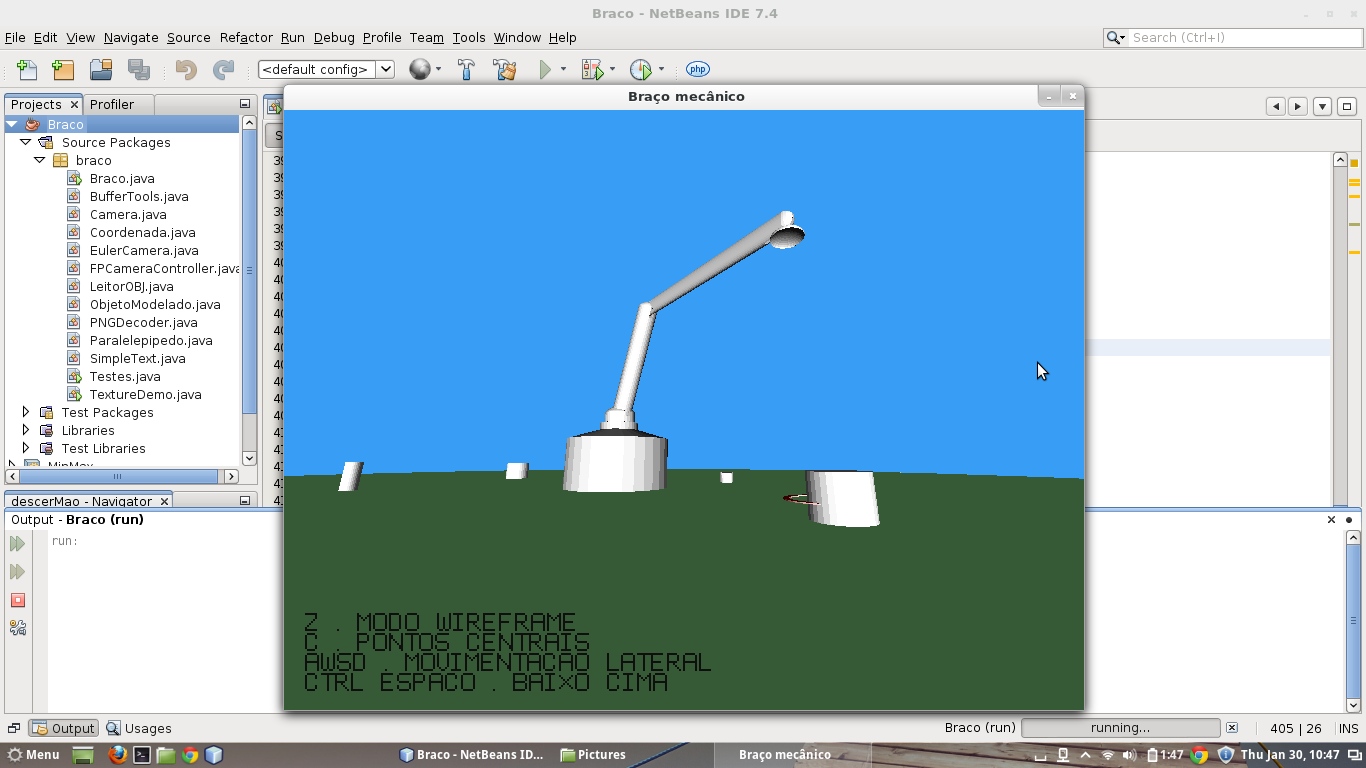 Braco - NetBeans IDE 7.4
File Edit View Navigate Source Refactor Run Debug Profile Team Tools Window Help
Search (Ctrl+I)
<default config>
php
Projects
Profiler
Braço mecânico
Braco
Source Packages
braco
Braco.java
BufferTools.java
Camera.java
Coordenada.java
EulerCamera.java
FPCameraController.java
LeitorOBJ.java
ObjetoModelado.java
PNGDecoder.java
Paralelepipedo.java
SimpleText.java
Testes.java
TextureDemo.java
Test Packages
Libraries
Test Libraries
MinMax
descerMao - Navigator
Output - Braco (run)
run:
Z . MODO WIREFRAME
C . PONTOS CENTRAIS
AWSD . MOVIMENTACAO LATERAL
CTRL ESPACO . BAIXO CIMA
Output
Usages
Braco (run)
running...
405 | 26
INS
Menu
Braco - NetBeans ID...
Pictures
Braço mecânico
1:47
Thu Jan 30, 10:47